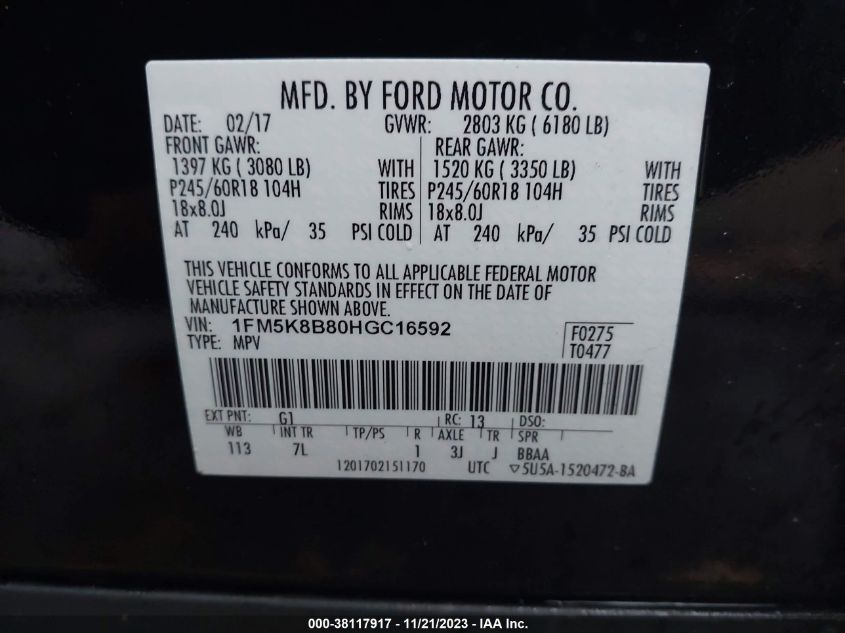 MFD. BY FORD MOTOR CO.
DATE: 02/17 GVWR: 2803 KG ( 6180 LB)
FRONT GAWR: REAR GAWR:
1397 KG ( 3080 LB) WITH 1520 KG ( 3350 LB) WITH
P245/60R18 104H TIRES P245/60R18 104H TIRES
18x8.0J RIMS 18x8.0J RIMS
AT 240 kPa/ 35 PSI COLD AT 240 kPa/ 35 PSI COLD
THIS VEHICLE CONFORMS TO ALL APPLICABLE FEDERAL MOTOR
VEHICLE SAFETY STANDARDS IN EFFECT ON THE DATE OF
MANUFACTURE SHOWN ABOVE.
VIN: 1FM5K8B80HGC16592 F0275
TYPE: MPV T0477
EXT PNT: G1 RC: 13 DSO:
WB INT TR TP/PS R AXLE TR SPR
113 7L 1 3J J BBAA
1201702151170 UTC ▽5U5A-1520472-BA
000-38117917 - 11/21/2023 - IAA Inc.